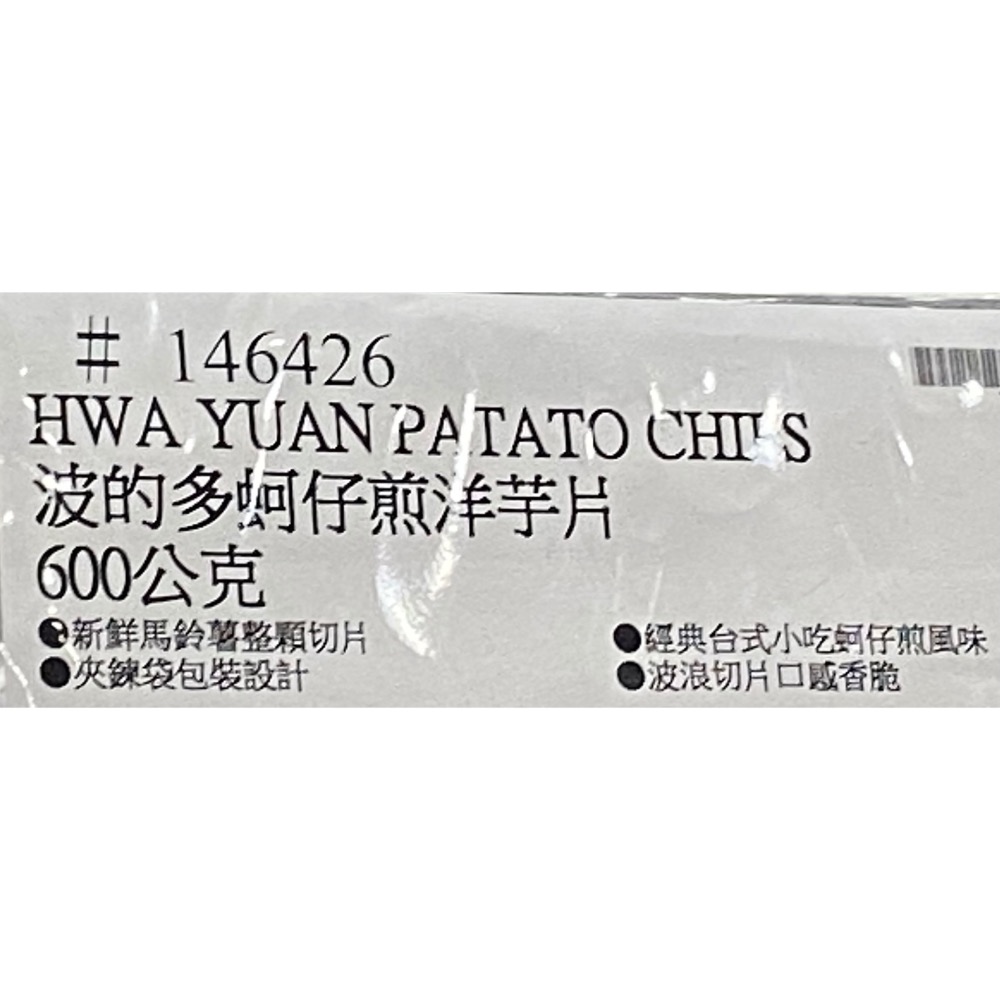 # 146426
HWA YUAN PATATO CHIPS
波的多蚵仔煎洋芋片
600公克
●新鮮馬鈴薯整顆切片
●經典台式小吃蚵仔煎風味
●夾鍊袋包裝設計
●波浪切片口感香脆